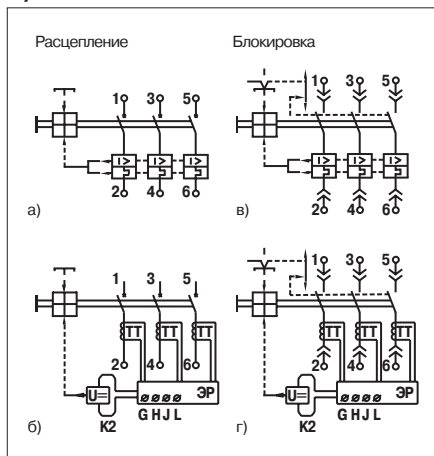 Расцепление Блокировка
1 3 5 1 3 5
I> I> I> I> I> I>
2 4 6 2 4 6
а) в)
1 3 5 1 3 5
ТТ ТТ ТТ ТТ ТТ ТТ
2 4 6 2 4 6
U= ЭР U= ЭР
G H J L G H J L
б) К2 г) К2